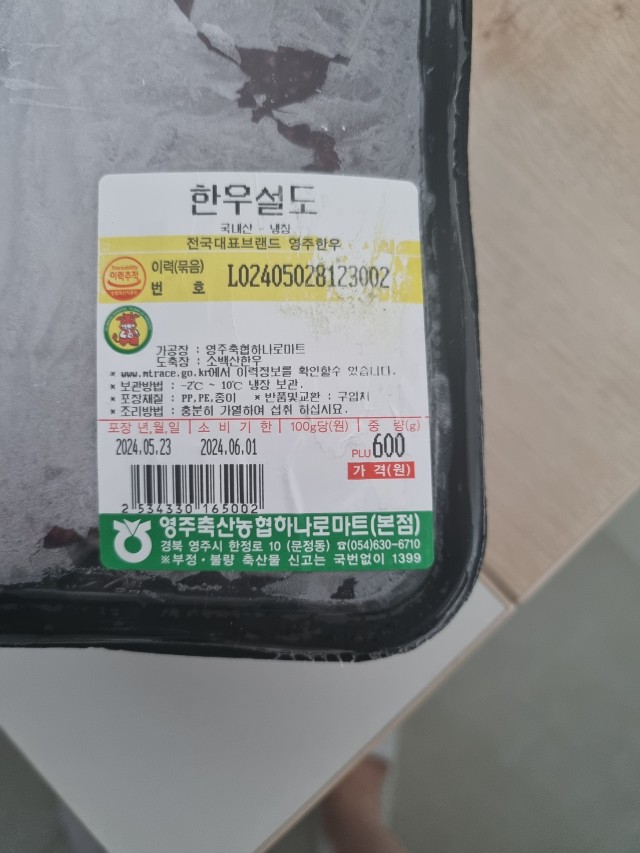 한우설도
국내산 - 냉장
전국대표브랜드 영주한우
이력추적
이력(묶음)
번 호 L02405028123002
가공장 : 영주축협하나로마트
도축장 : 소백산한우
* www.mtrace.go.kr에서 이력정보를 확인할수 있습니다.
* 보관방법 : -2℃ ~ 10℃ 냉장 보관.
* 포장재질 : PP,PE,종이 * 반품및교환 : 구입처
* 조리방법 : 충분히 가열하여 섭취 하십시요.
포장 년,월,일 소 비 기 한 100g당(원) 중 량(g)
2024.05.23 2024.06.01 PLU 600
가 격(원)
2 534330 165002
영주축산농협하나로마트(본점)
경북 영주시 한정로 10 (문정동) ☎(054)630-6710
※부정·불량 축산물 신고는 국번없이 1399